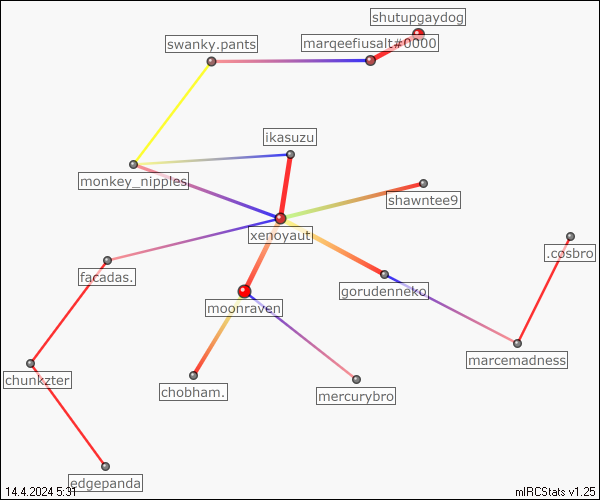 shutupgaydog
swanky.pants
marqeefiusalt#0000
ikasuzu
monkey_nipples
shawntee9
xenoyaut
.cosbro
facadas.
gorudenneko
moonraven
marcemadness
chunkzter
chobham.
mercurybro
edgepanda
14.4.2024 5:31
mIRCStats v1.25